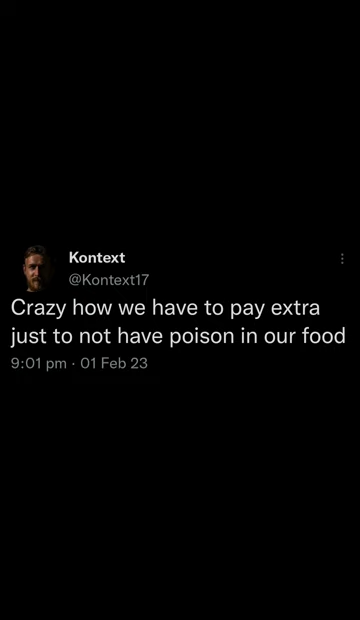 Kontext
@Kontext17
Crazy how we have to pay extra
just to not have poison in our food
9:01 pm · 01 Feb 23